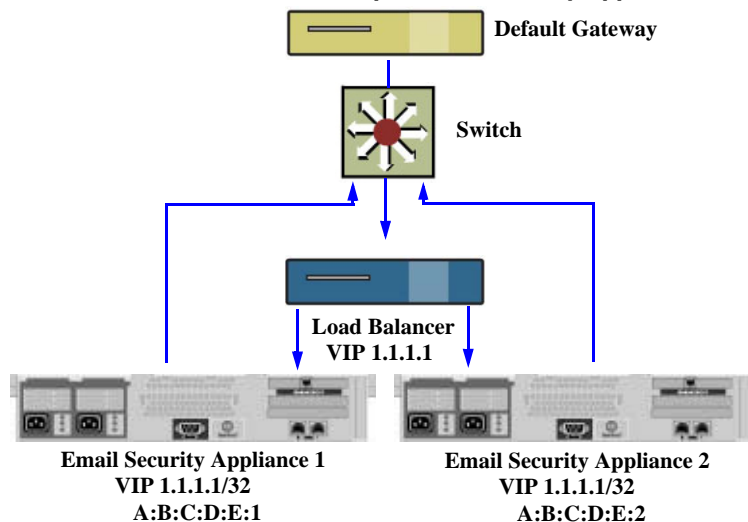 Default Gateway
Switch
Load Balancer
VIP 1.1.1.1
Email Security Appliance 1
VIP 1.1.1.1/32
A:B:C:D:E:1
Email Security Appliance 2
VIP 1.1.1.1/32
A:B:C:D:E:2